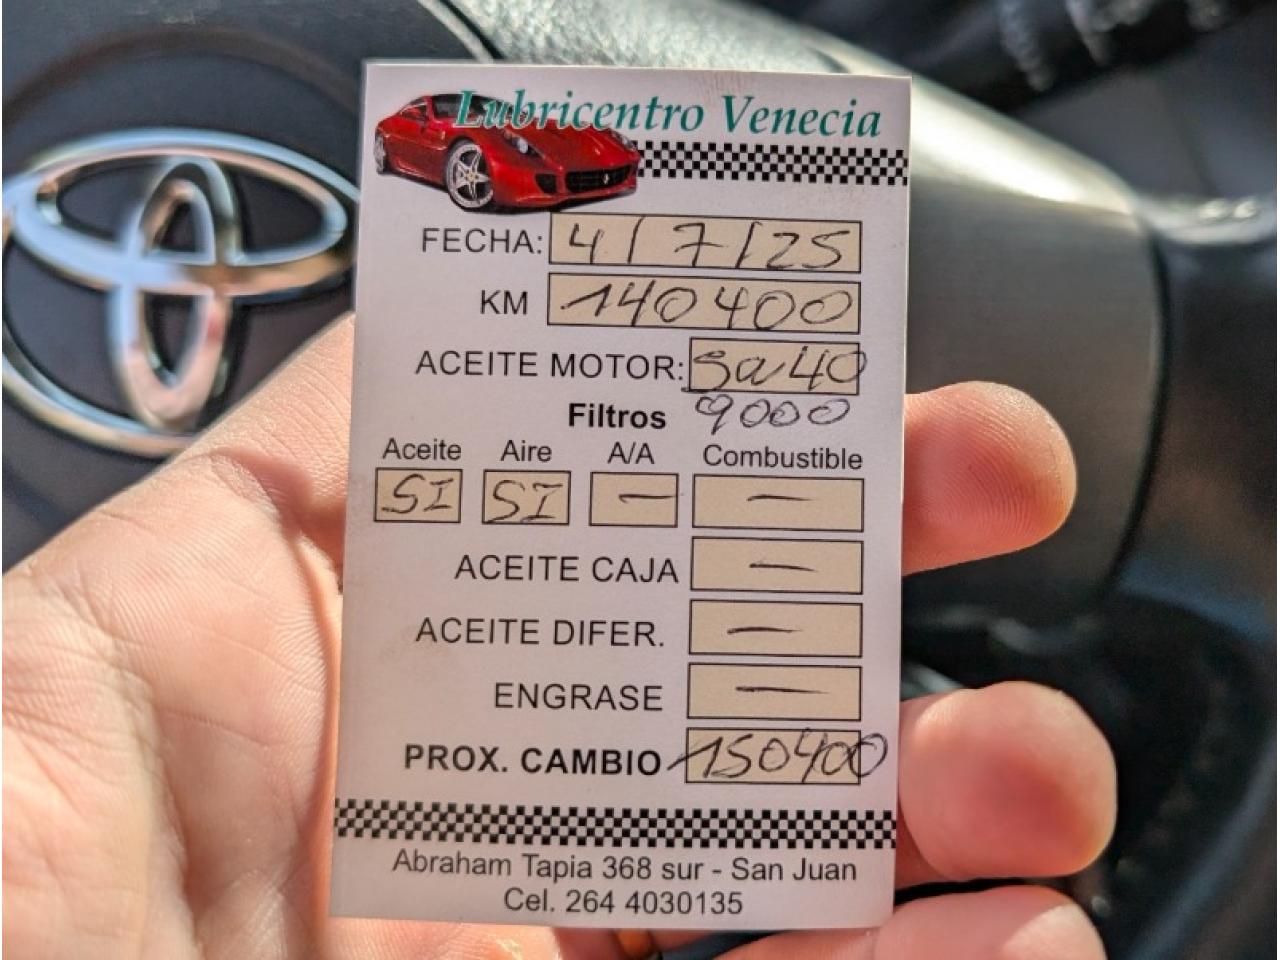 Lubricentro Venecia
FECHA: 4/7/25
KM 140400
ACEITE MOTOR: 5w40
Filtros 9000
Aceite Aire A/A Combustible
SI SI — —
ACEITE CAJA —
ACEITE DIFER. —
ENGRASE —
PROX. CAMBIO 150400
Abraham Tapia 368 sur - San Juan
Cel. 264 4030135